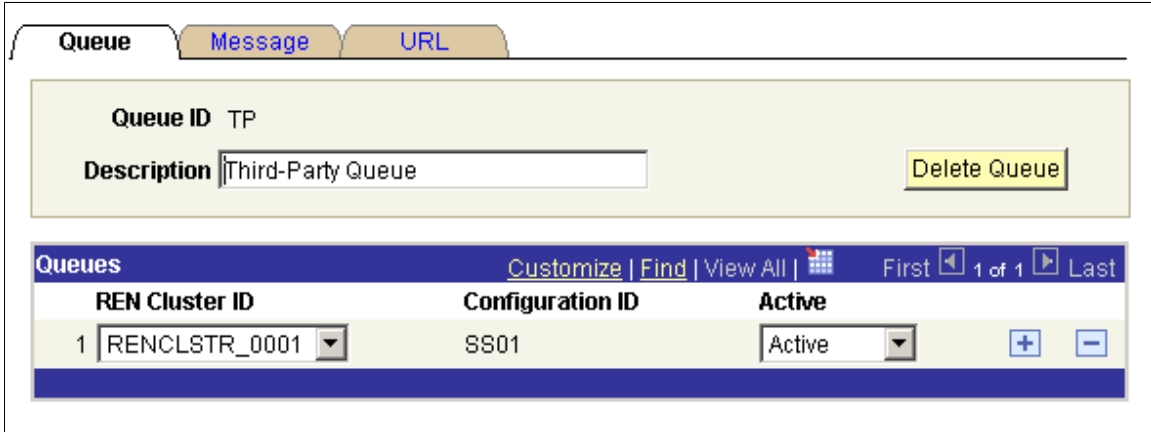 Queue Message URL
Queue ID TP
Description Third-Party Queue Delete Queue
Queues Customize | Find | View All | First 1 of 1 Last
REN Cluster ID Configuration ID Active
1 RENCLSTR_0001 SS01 Active